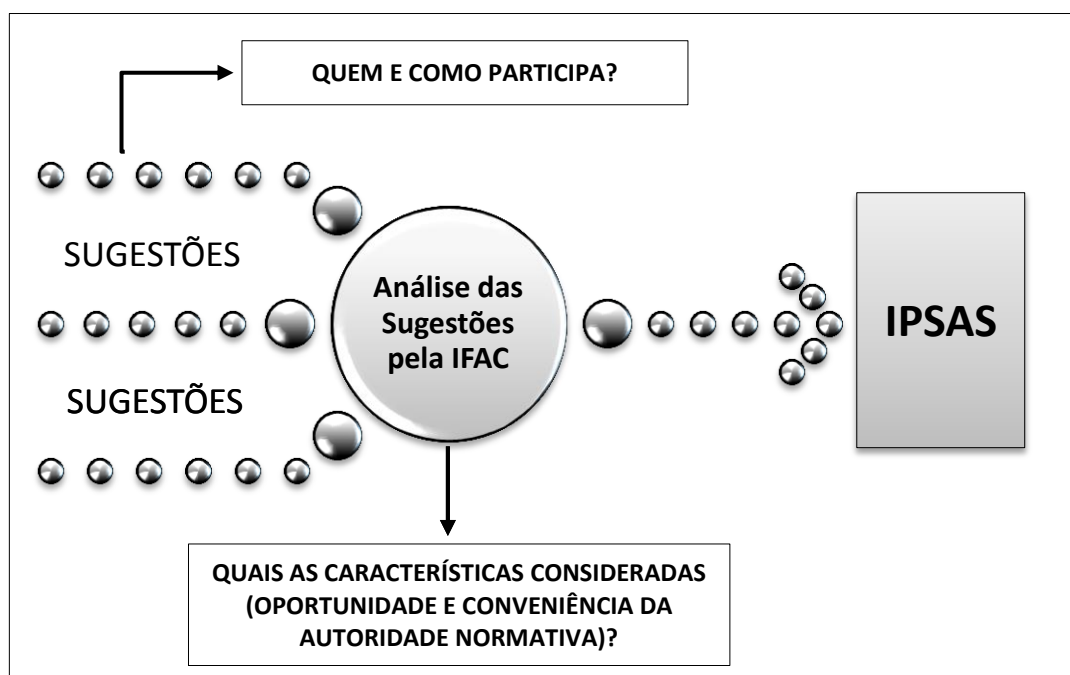 QUEM E COMO PARTICIPA?
SUGESTÕES
SUGESTÕES
Análise das
Sugestões
pela IFAC
IPSAS
QUAIS AS CARACTERÍSTICAS CONSIDERADAS
(OPORTUNIDADE E CONVENIÊNCIA DA
AUTORIDADE NORMATIVA)?